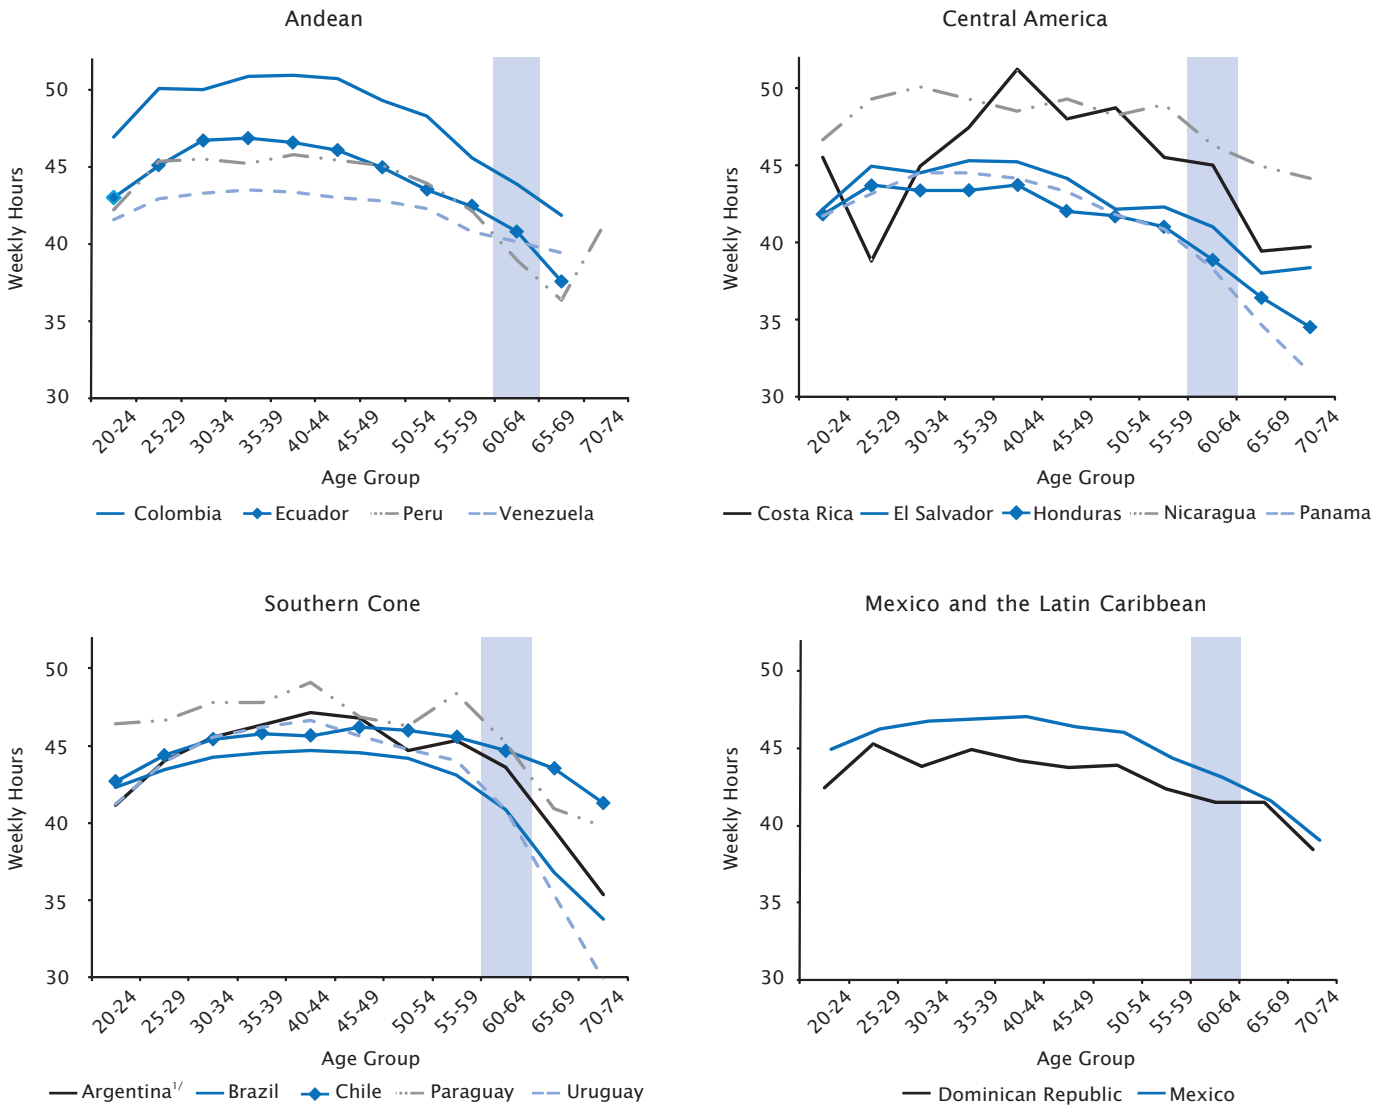 Andean
Weekly Hours
50
45
40
35
30
20-24 25-29 30-34 35-39 40-44 45-49 50-54 55-59 60-64 65-69 70-74
Age Group
Colombia Ecuador Peru Venezuela
Central America
Weekly Hours
50
45
40
35
30
20-24 25-29 30-34 35-39 40-44 45-49 50-54 55-59 60-64 65-69 70-74
Age Group
Costa Rica El Salvador Honduras Nicaragua Panama
Southern Cone
Weekly Hours
50
45
40
35
30
20-24 25-29 30-34 35-39 40-44 45-49 50-54 55-59 60-64 65-69 70-74
Age Group
Argentina1/ Brazil Chile Paraguay Uruguay
Mexico and the Latin Caribbean
Weekly Hours
50
45
40
35
30
20-24 25-29 30-34 35-39 40-44 45-49 50-54 55-59 60-64 65-69 70-74
Age Group
Dominican Republic Mexico